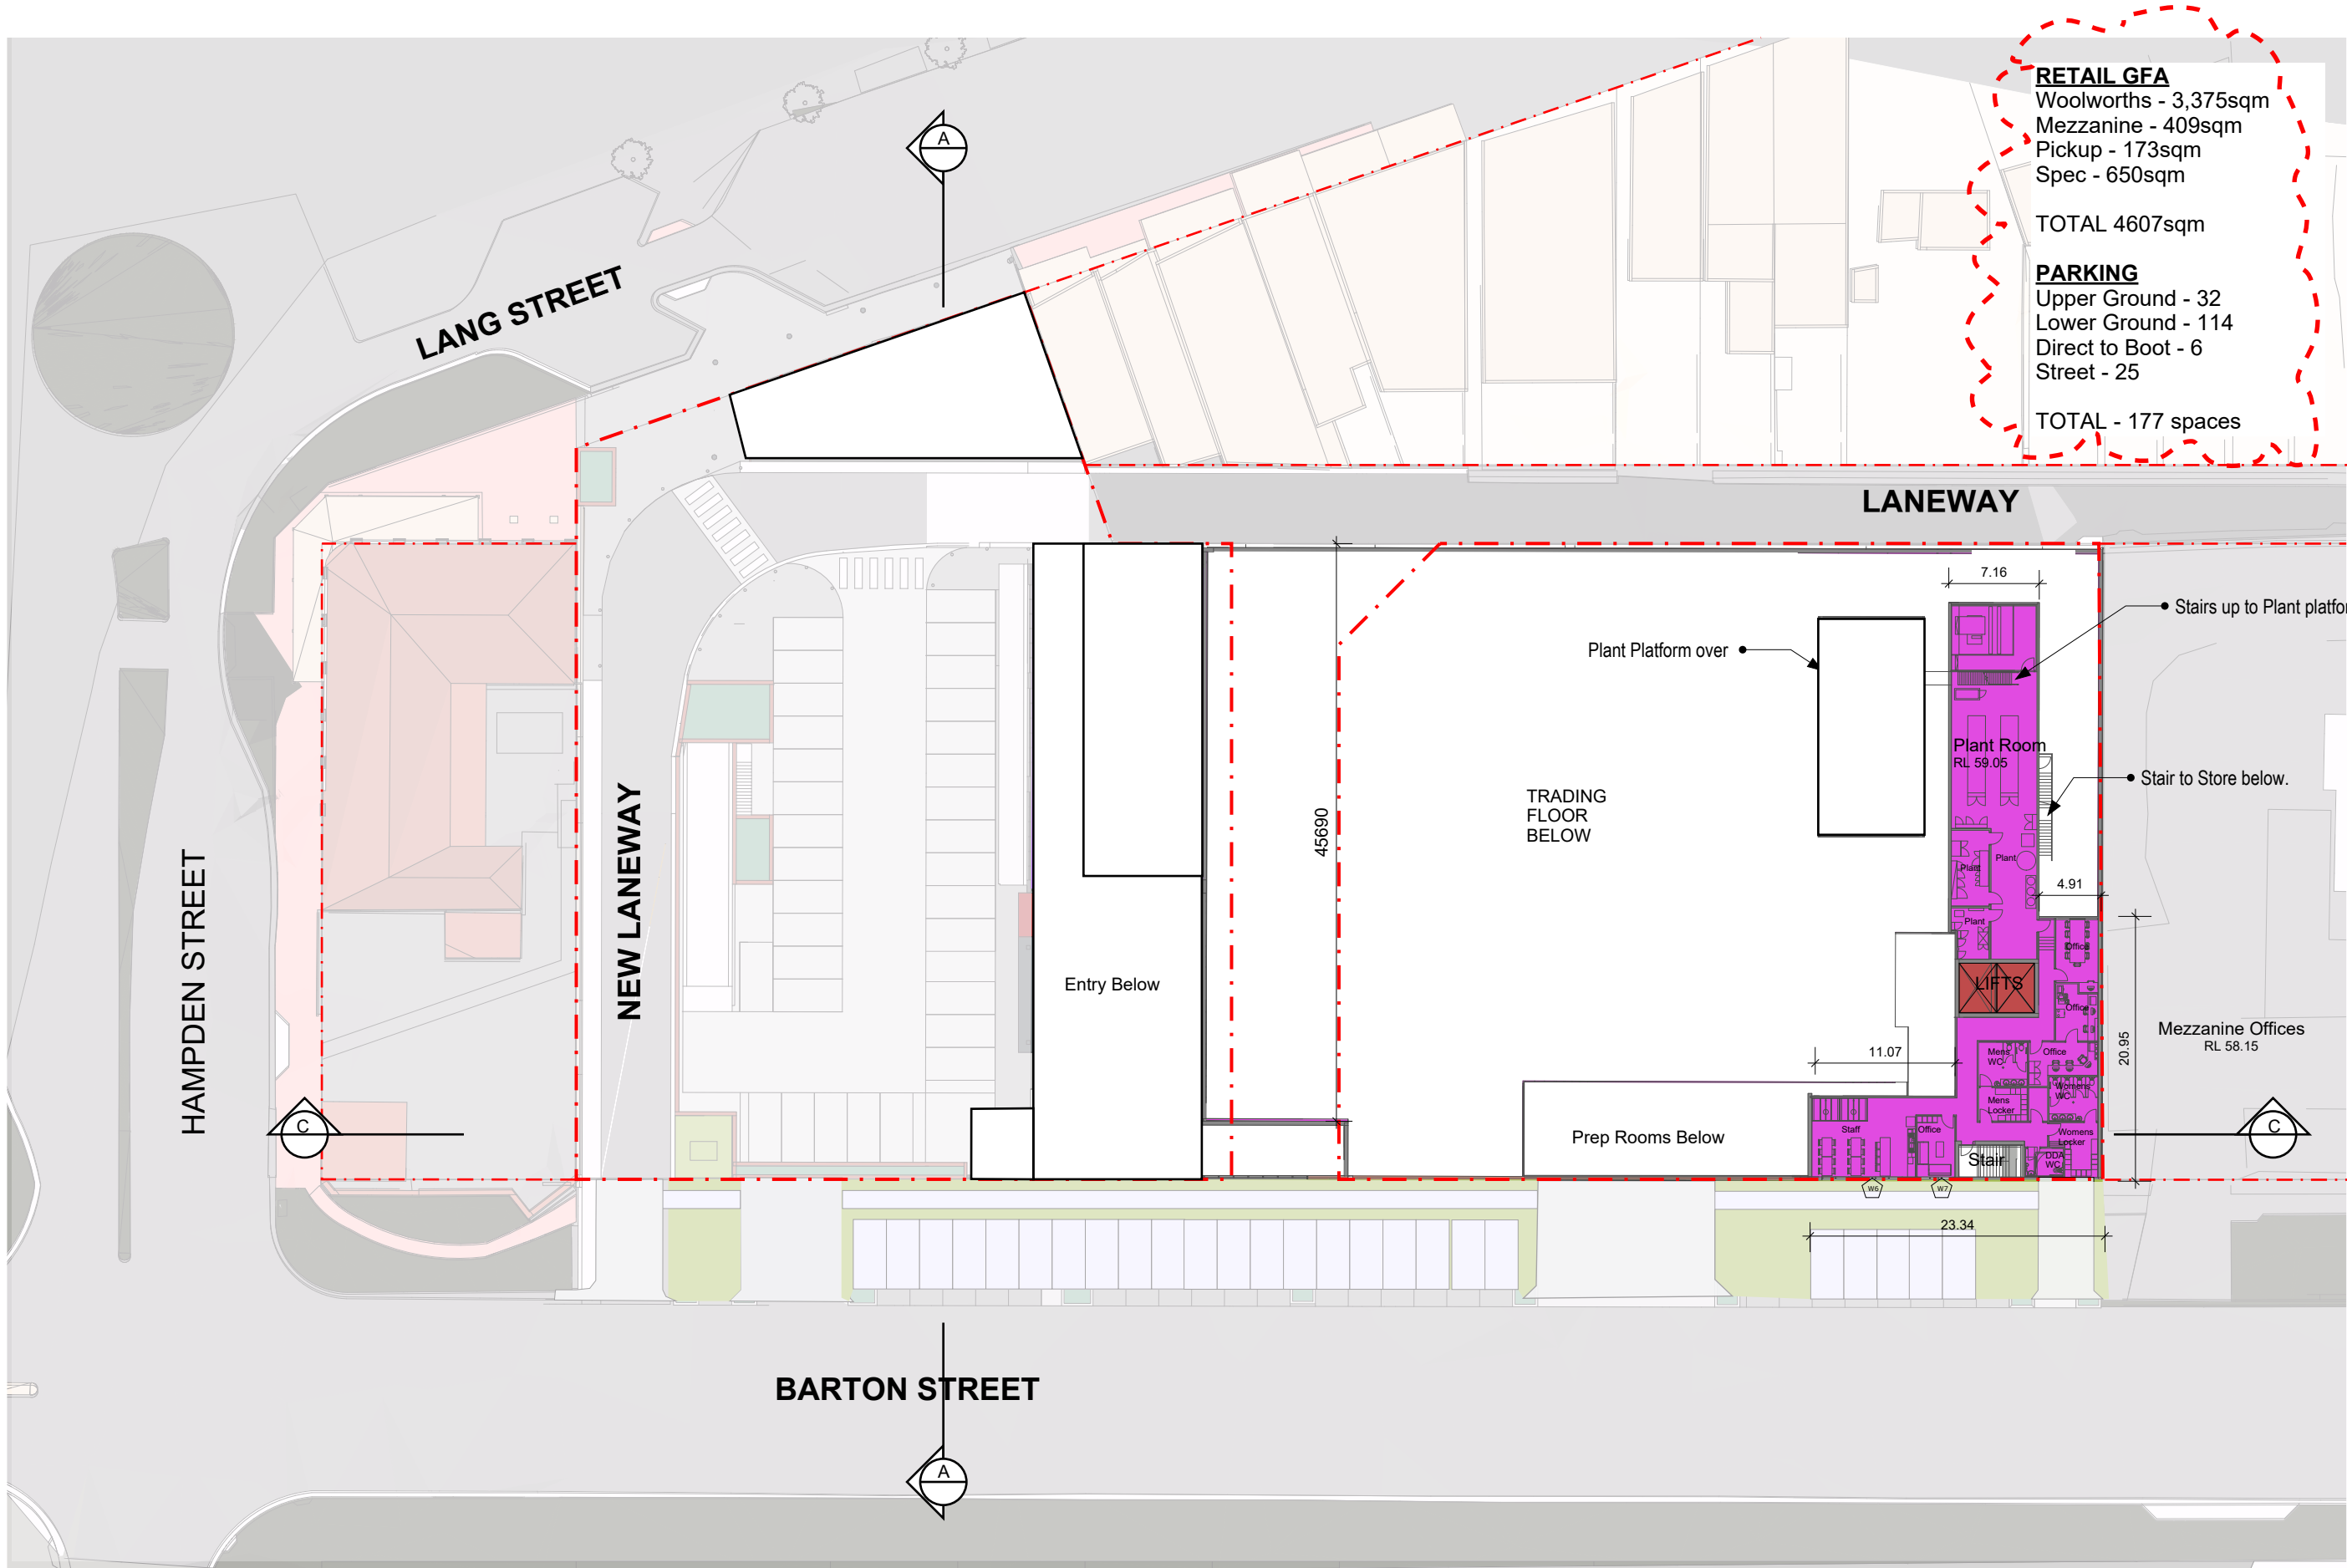 RETAIL GFA
Woolworths - 3,375sqm
Mezzanine - 409sqm
Pickup - 173sqm
Spec - 650sqm
TOTAL 4607sqm
PARKING
Upper Ground - 32
Lower Ground - 114
Direct to Boot - 6
Street - 25
TOTAL - 177 spaces
A
LANG STREET
LANEWAY
7.16
Stairs up to Plant platfor
Plant Platform over
Plant Room
RL 59.05
Stair to Store below.
TRADING
FLOOR
BELOW
45690
Plant
Plant
4.91
Plant
Office
NEW LANEWAY
HAMPDEN STREET
Entry Below
LIFTS
Office
Mezzanine Offices
RL 58.15
20.95
11.07
Mens
WC
Office
Womens
WC
Mens
Locker
C
Prep Rooms Below
Staff
Office
Womens
Locker
C
Stair
DDA
WC
W6
W7
23.34
BARTON STREET
A